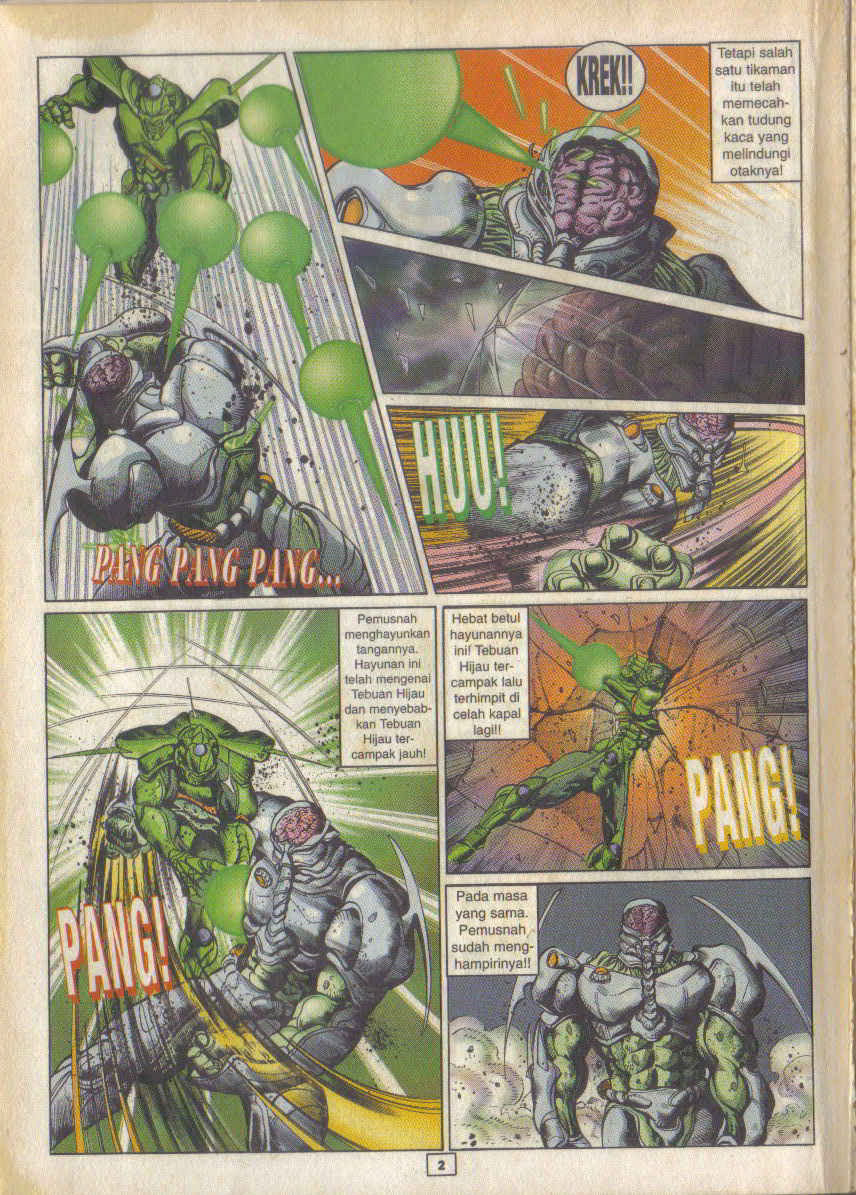 PANG PANG PANG...
KREK!!
Tetapi salah
satu tikaman
itu telah
memecah-
kan tudung
kaca yang
melindungi
otaknya!
HUU!
Pemusnah
menghayunkan
tangannya.
Hayunan ini
telah mengenai
Tebuan Hijau
dan menyebab-
kan Tebuan
Hijau ter-
campak jauh!
PANG!
Hebat betul
hayunannya
ini! Tebuan
Hijau ter-
campak lalu
terhimpit di
celah kapal
lagi!!
PANG!
Pada masa
yang sama.
Pemusnah
sudah meng-
hampirinya!!
2